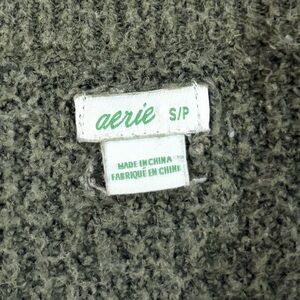 aerie S/P
MADE IN CHINA
FABRIQUÉ EN CHINE